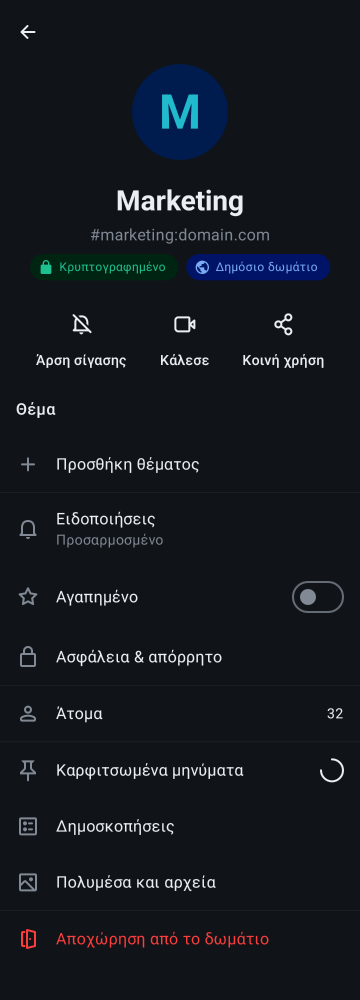 M
Marketing
#marketing:domain.com
Κρυπτογραφημένο
Δημόσιο δωμάτιο
Άρση σίγασης
Κάλεσε
Κοινή χρήση
Θέμα
Προσθήκη θέματος
Ειδοποιήσεις
Προσαρμοσμένο
Αγαπημένο
Ασφάλεια & απόρρητο
Άτομα 32
Καρφιτσωμένα μηνύματα
Δημοσκοπήσεις
Πολυμέσα και αρχεία
Αποχώρηση από το δωμάτιο